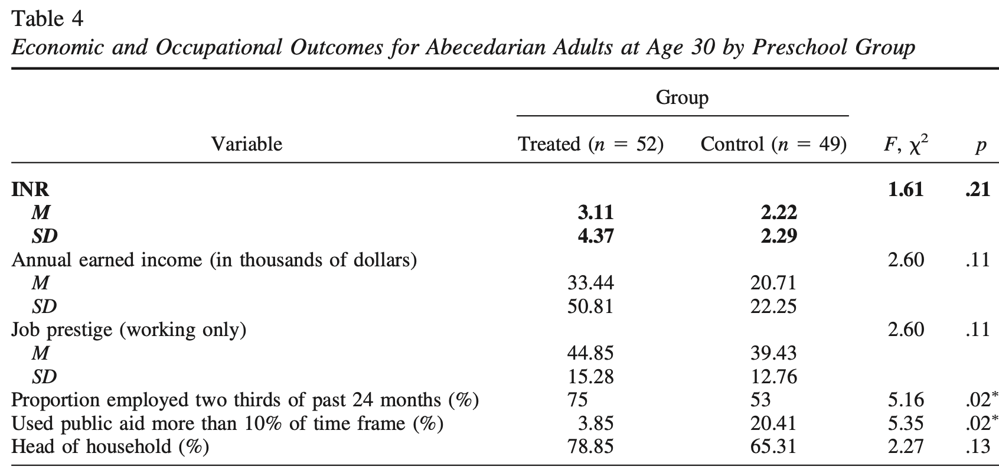 Table 4
Economic and Occupational Outcomes for Abecedarian Adults at Age 30 by Preschool Group
Group
Variable Treated (n = 52) Control (n = 49) F, χ² p
INR 1.61 .21
M 3.11 2.22
SD 4.37 2.29
Annual earned income (in thousands of dollars) 2.60 .11
M 33.44 20.71
SD 50.81 22.25
Job prestige (working only) 2.60 .11
M 44.85 39.43
SD 15.28 12.76
Proportion employed two thirds of past 24 months (%) 75 53 5.16 .02*
Used public aid more than 10% of time frame (%) 3.85 20.41 5.35 .02*
Head of household (%) 78.85 65.31 2.27 .13